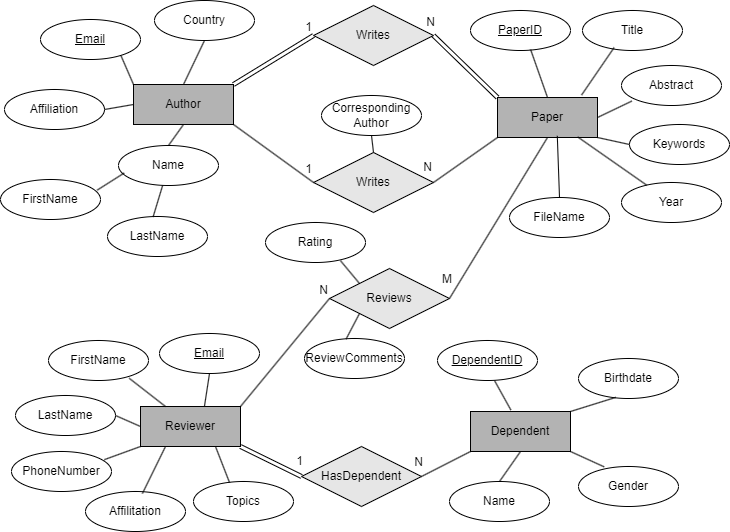 Country
1
N
Email
Writes
PaperID
Title
Abstract
Author
Affiliation
Corresponding
Author
Paper
Keywords
Name
1
N
Writes
FirstName
Year
FileName
LastName
Rating
N
M
Reviews
FirstName
Email
ReviewComments
DependentID
Birthdate
LastName
Reviewer
Dependent
PhoneNumber
1
N
HasDependent
Affilitation
Topics
Name
Gender